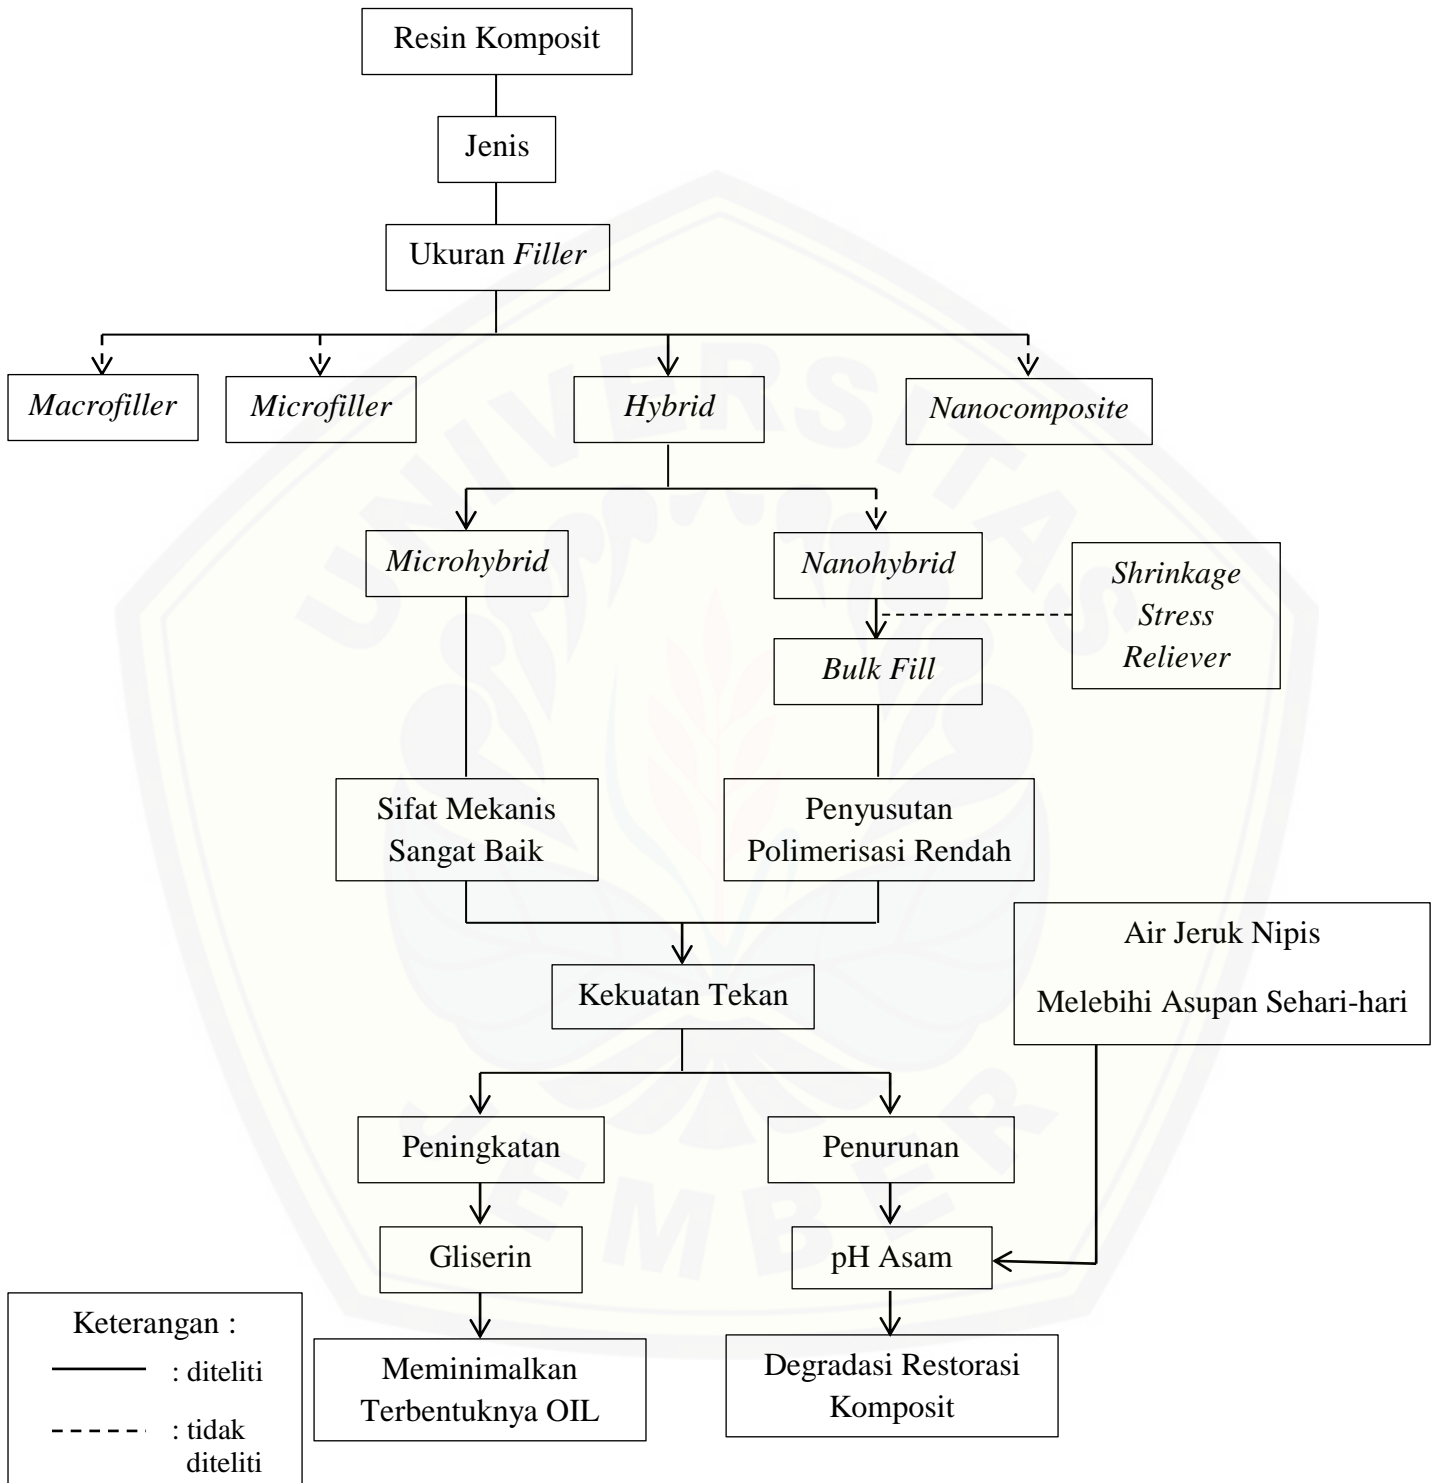 Resin Komposit
Jenis
Ukuran Filler
Macrofiller
Microfiller
Hybrid
Nanocomposite
Microhybrid
Nanohybrid
Shrinkage
Stress
Reliever
Bulk Fill
Sifat Mekanis
Sangat Baik
Penyusutan
Polimerisasi Rendah
Air Jeruk Nipis
Melebihi Asupan Sehari-hari
Kekuatan Tekan
Peningkatan
Penurunan
Gliserin
pH Asam
Meminimalkan
Terbentuknya OIL
Degradasi Restorasi
Komposit
Keterangan :
: diteliti
: tidak
diteliti
UNIVERSITAS
JEMBER